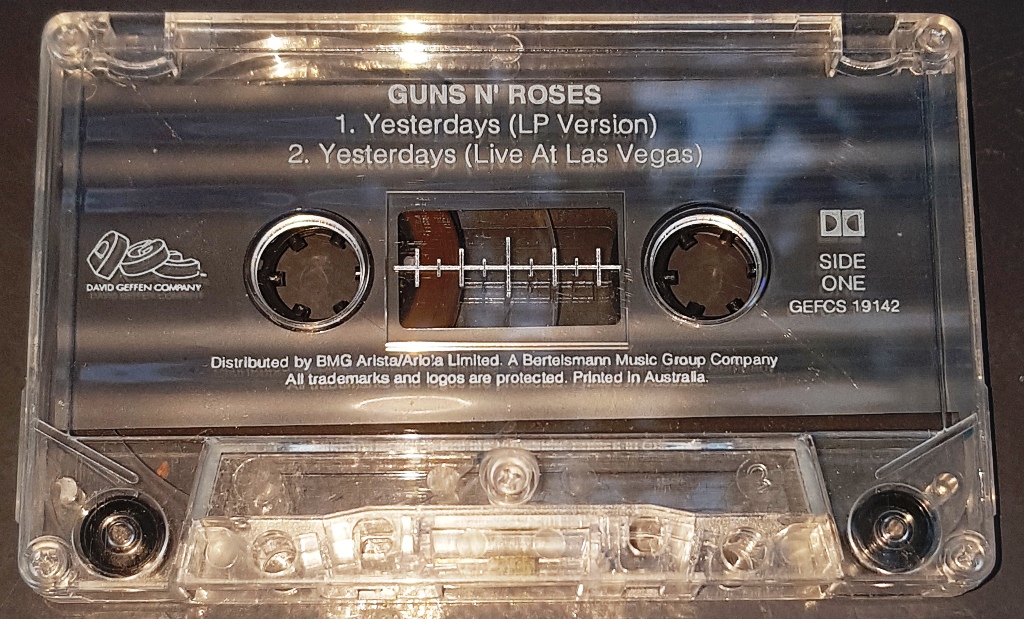 GUNS N' ROSES
1. Yesterdays (LP Version)
2. Yesterdays (Live At Las Vegas)
DAVID GEFFEN COMPANY
SIDE
ONE
GEFCS 19142
Distributed by BMG Arista/Ariola Limited. A Bertelsmann Music Group Company
All trademarks and logos are protected. Printed in Australia.